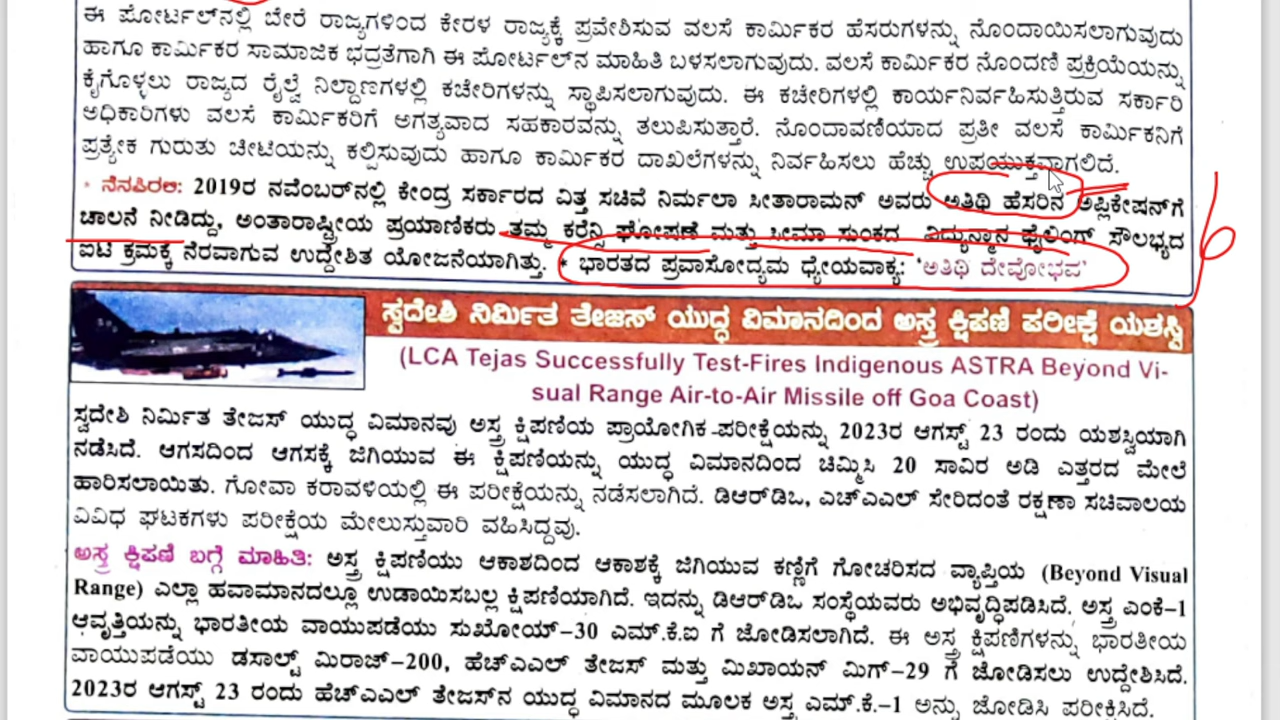 ಈ ಪೋರ್ಟಲ್‌ನಲ್ಲಿ ಬೇರೆ ರಾಜ್ಯಗಳಿಂದ ಕೇರಳ ರಾಜ್ಯಕ್ಕೆ ಪ್ರವೇಶಿಸುವ ವಲಸೆ ಕಾರ್ಮಿಕರ ಹೆಸರುಗಳನ್ನು ನೊಂದಾಯಿಸಲಾಗುವುದು
ಹಾಗೂ ಕಾರ್ಮಿಕರ ಸಾಮಾಜಿಕ ಭದ್ರತೆಗಾಗಿ ಈ ಪೋರ್ಟಲ್‌ನ ಮಾಹಿತಿ ಬಳಸಲಾಗುವುದು. ವಲಸೆ ಕಾರ್ಮಿಕರ ನೊಂದಣಿ ಪ್ರಕ್ರಿಯೆಯನ್ನು
ಕೈಗೊಳ್ಳಲು ರಾಜ್ಯದ ರೈಲ್ವೆ ನಿಲ್ದಾಣಗಳಲ್ಲಿ ಕಚೇರಿಗಳನ್ನು ಸ್ಥಾಪಿಸಲಾಗುವುದು. ಈ ಕಚೇರಿಗಳಲ್ಲಿ ಕಾರ್ಯನಿರ್ವಹಿಸುತ್ತಿರುವ ಸರ್ಕಾರಿ
ಅಧಿಕಾರಿಗಳು ವಲಸೆ ಕಾರ್ಮಿಕರಿಗೆ ಅಗತ್ಯವಾದ ಸಹಕಾರವನ್ನು ತಲುಪಿಸುತ್ತಾರೆ. ನೊಂದಾವಣಿಯಾದ ಪ್ರತೀ ವಲಸೆ ಕಾರ್ಮಿಕನಿಗೆ
ಪ್ರತ್ಯೇಕ ಗುರುತು ಚೀಟಿಯನ್ನು ಕಲ್ಪಿಸುವುದು ಹಾಗೂ ಕಾರ್ಮಿಕರ ದಾಖಲೆಗಳನ್ನು ನಿರ್ವಹಿಸಲು ಹೆಚ್ಚು ಉಪಯುಕ್ತವಾಗಲಿದೆ.
* ನೆನಪಿರಲಿ: 2019ರ ನವೆಂಬರ್‌ನಲ್ಲಿ ಕೇಂದ್ರ ಸರ್ಕಾರದ ವಿತ್ತ ಸಚಿವೆ ನಿರ್ಮಲಾ ಸೀತಾರಾಮನ್ ಅವರು ಅತಿಥಿ ಹೆಸರಿನ ಅಪ್ಲಿಕೇಷನ್‌ಗೆ
ಚಾಲನೆ ನೀಡಿದ್ದು, ಅಂತಾರಾಷ್ಟ್ರೀಯ ಪ್ರಯಾಣಿಕರು ತಮ್ಮ ಕರೆನ್ಸಿ ಘೋಷಣೆ ಮತ್ತು ಸೀಮಾ ಸುಂಕದ ವಿದ್ಯುನ್ಮಾನ ಫೈಲಿಂಗ್ ಸೌಲಭ್ಯದ
ಐಟಿ ಕ್ರಮಕ್ಕೆ ನೆರವಾಗುವ ಉದ್ದೇಶಿತ ಯೋಜನೆಯಾಗಿತ್ತು. * ಭಾರತದ ಪ್ರವಾಸೋದ್ಯಮ ಧ್ಯೇಯವಾಕ್ಯ: ‘ಅತಿಥಿ ದೇವೋಭವ’
ಸ್ವದೇಶಿ ನಿರ್ಮಿತ ತೇಜಸ್ ಯುದ್ಧ ವಿಮಾನದಿಂದ ಅಸ್ತ್ರ ಕ್ಷಿಪಣಿ ಪರೀಕ್ಷೆ ಯಶಸ್ವಿ
(LCA Tejas Successfully Test-Fires Indigenous ASTRA Beyond Vi-
sual Range Air-to-Air Missile off Goa Coast)
ಸ್ವದೇಶಿ ನಿರ್ಮಿತ ತೇಜಸ್ ಯುದ್ಧ ವಿಮಾನವು ಅಸ್ತ್ರ ಕ್ಷಿಪಣಿಯ ಪ್ರಾಯೋಗಿಕ ಪರೀಕ್ಷೆಯನ್ನು 2023ರ ಆಗಸ್ಟ್ 23 ರಂದು ಯಶಸ್ವಿಯಾಗಿ
ನಡೆಸಿದೆ. ಆಗಸದಿಂದ ಆಗಸಕ್ಕೆ ಜಿಗಿಯುವ ಈ ಕ್ಷಿಪಣಿಯನ್ನು ಯುದ್ಧ ವಿಮಾನದಿಂದ ಚಿಮ್ಮಿಸಿ 20 ಸಾವಿರ ಅಡಿ ಎತ್ತರದ ಮೇಲೆ
ಹಾರಿಸಲಾಯಿತು. ಗೋವಾ ಕರಾವಳಿಯಲ್ಲಿ ಈ ಪರೀಕ್ಷೆಯನ್ನು ನಡೆಸಲಾಗಿದೆ. ಡಿಆರ್‌ಡಿಒ, ಎಚ್‌ಎಎಲ್ ಸೇರಿದಂತೆ ರಕ್ಷಣಾ ಸಚಿವಾಲಯ
ವಿವಿಧ ಘಟಕಗಳು ಪರೀಕ್ಷೆಯ ಮೇಲುಸ್ತುವಾರಿ ವಹಿಸಿದ್ದವು.
ಅಸ್ತ್ರ ಕ್ಷಿಪಣಿ ಬಗ್ಗೆ ಮಾಹಿತಿ: ಅಸ್ತ್ರ ಕ್ಷಿಪಣಿಯು ಆಕಾಶದಿಂದ ಆಕಾಶಕ್ಕೆ ಜಿಗಿಯುವ ಕಣ್ಣಿಗೆ ಗೋಚರಿಸದ ವ್ಯಾಪ್ತಿಯ (Beyond Visual
Range) ಎಲ್ಲಾ ಹವಾಮಾನದಲ್ಲೂ ಉಡಾಯಿಸಬಲ್ಲ ಕ್ಷಿಪಣಿಯಾಗಿದೆ. ಇದನ್ನು ಡಿಆರ್‌ಡಿಒ ಸಂಸ್ಥೆಯವರು ಅಭಿವೃದ್ಧಿಪಡಿಸಿದೆ. ಅಸ್ತ್ರ ಎಂಕೆ–1
ಆವೃತ್ತಿಯನ್ನು ಭಾರತೀಯ ವಾಯುಪಡೆಯು ಸುಖೋಯ್–30 ಎಮ್.ಕೆ.ಐ ಗೆ ಜೋಡಿಸಲಾಗಿದೆ. ಈ ಅಸ್ತ್ರ ಕ್ಷಿಪಣಿಗಳನ್ನು ಭಾರತೀಯ
ವಾಯುಪಡೆಯು ಡಸಾಲ್ಟ್ ಮಿರಾಜ್–200, ಹೆಚ್‌ಎಎಲ್ ತೇಜಸ್ ಮತ್ತು ಮಿಖಾಯನ್ ಮಿಗ್–29 ಗೆ ಜೋಡಿಸಲು ಉದ್ದೇಶಿಸಿದೆ.
2023ರ ಆಗಸ್ಟ್ 23 ರಂದು ಹೆಚ್‌ಎಎಲ್ ತೇಜಸ್‌ನ ಯುದ್ಧ ವಿಮಾನದ ಮೂಲಕ ಅಸ್ತ್ರ ಎಮ್.ಕೆ.–1 ಅನ್ನು ಜೋಡಿಸಿ ಪರೀಕ್ಷಿಸಿದೆ.